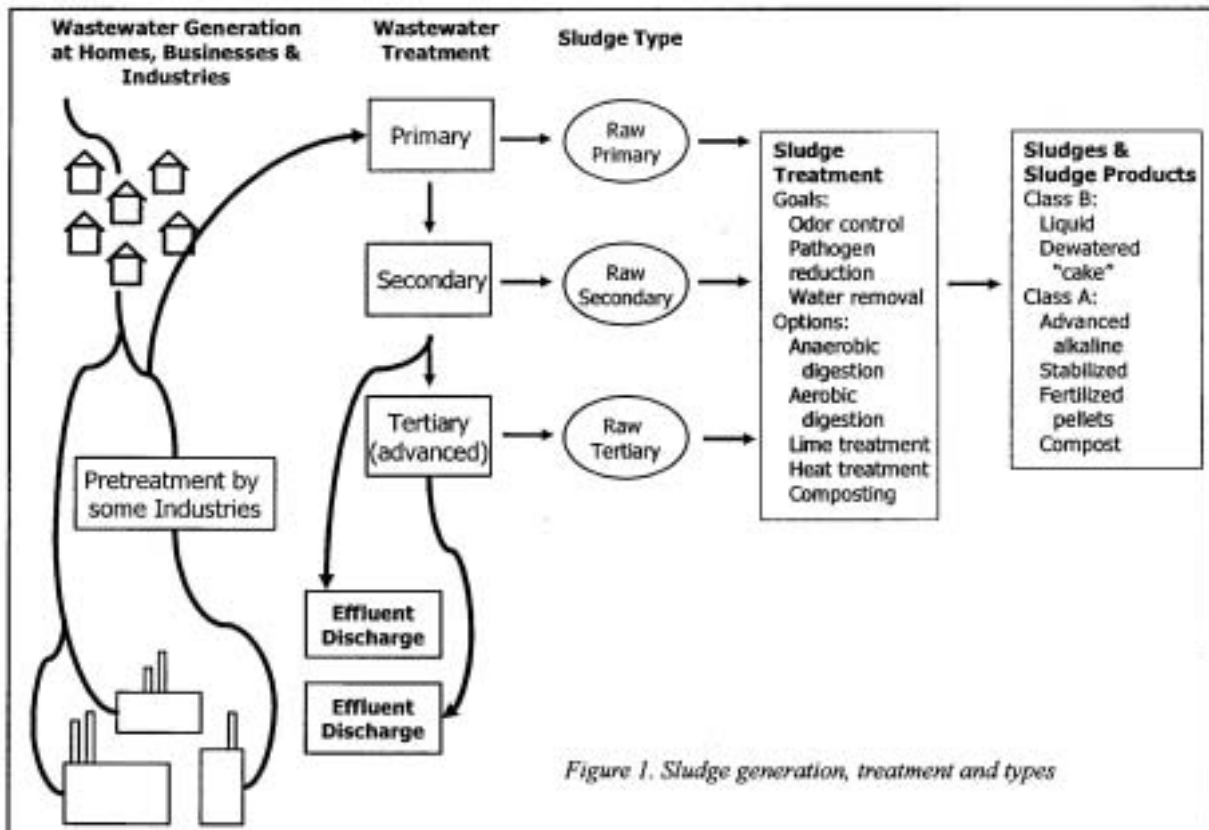 Wastewater Generation
at Homes, Businesses &
Industries
Wastewater
Treatment
Sludge Type
Primary
Raw
Primary
Secondary
Raw
Secondary
Tertiary
(advanced)
Raw
Tertiary
Pretreatment by
some Industries
Effluent
Discharge
Effluent
Discharge
Sludge
Treatment
Goals:
Odor control
Pathogen
reduction
Water removal
Options:
Anaerobic
digestion
Aerobic
digestion
Lime treatment
Heat treatment
Composting
Sludges &
Sludge Products
Class B:
Liquid
Dewatered
"cake"
Class A:
Advanced
alkaline
Stabilized
Fertilized
pellets
Compost
Figure 1. Sludge generation, treatment and types